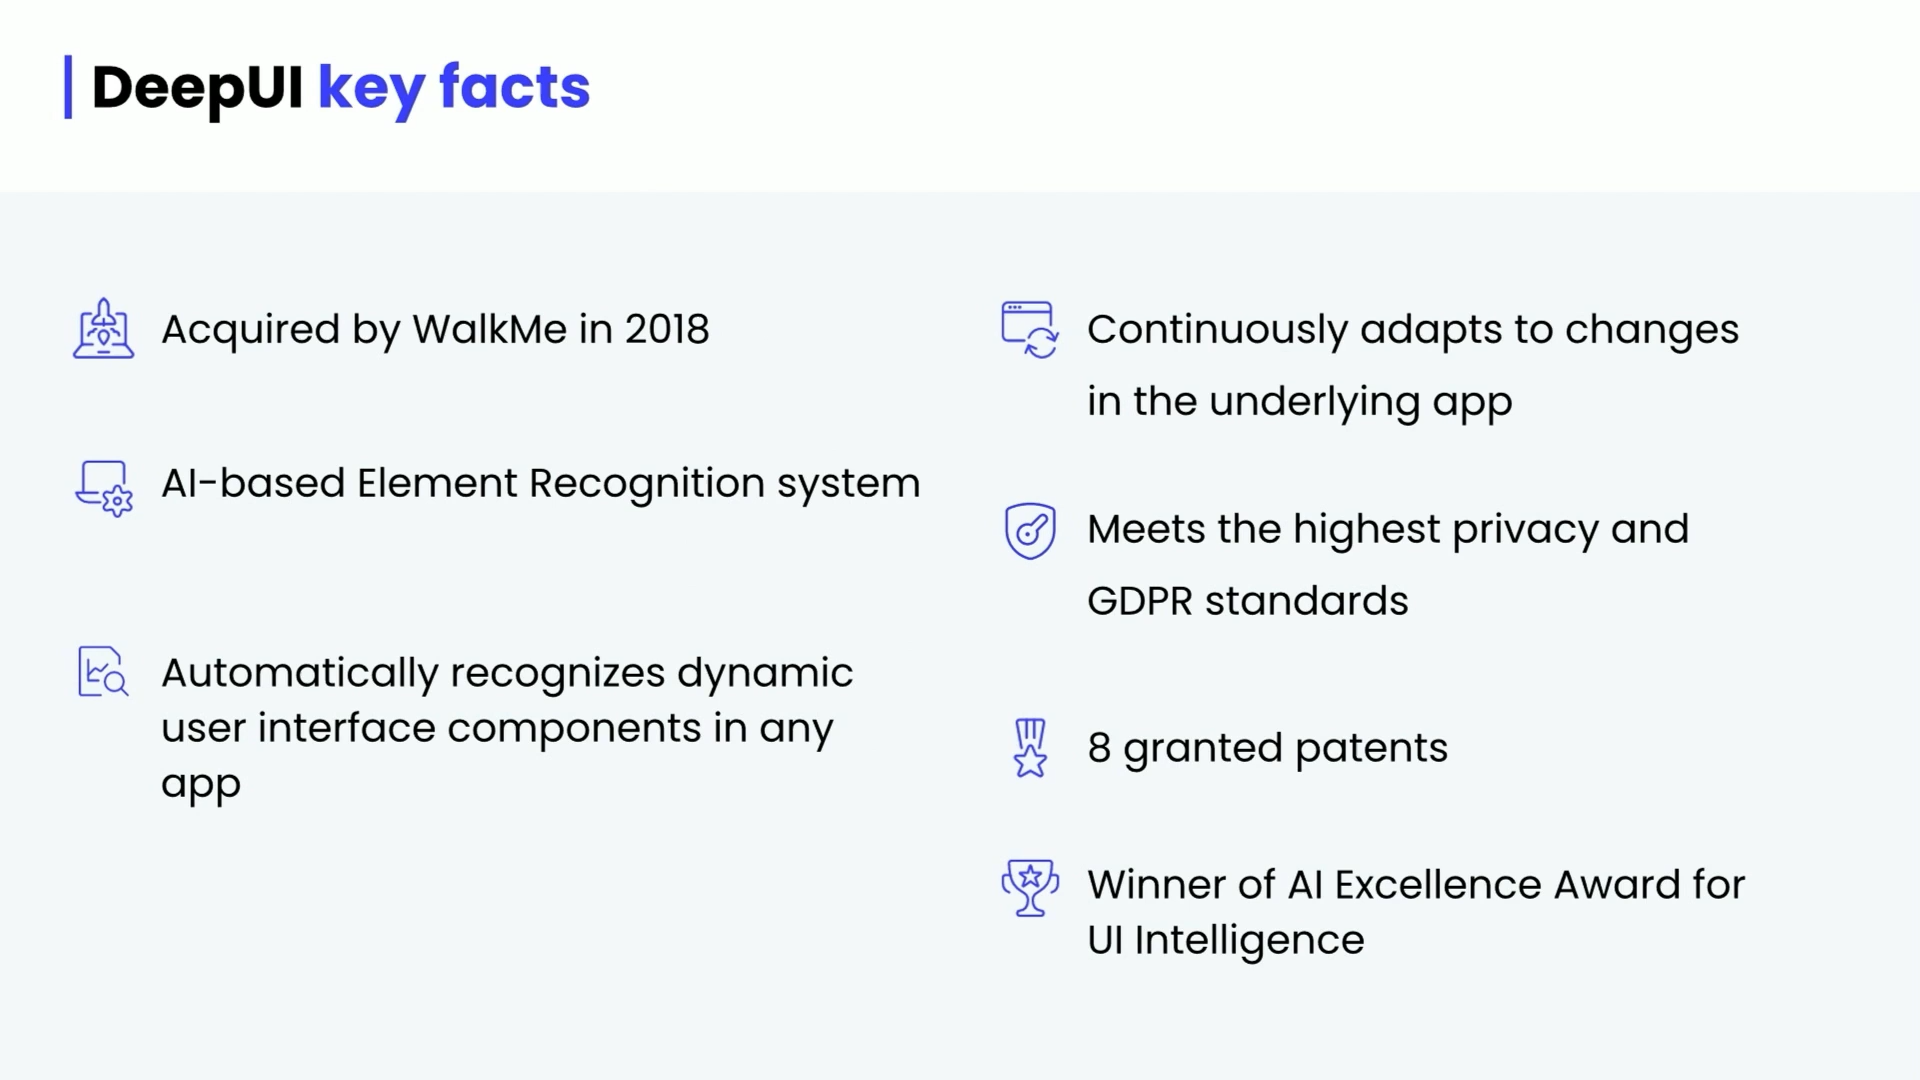 DeepUI key facts
Acquired by WalkMe in 2018
AI-based Element Recognition system
Automatically recognizes dynamic
user interface components in any
app
Continuously adapts to changes
in the underlying app
Meets the highest privacy and
GDPR standards
8 granted patents
Winner of AI Excellence Award for
UI Intelligence